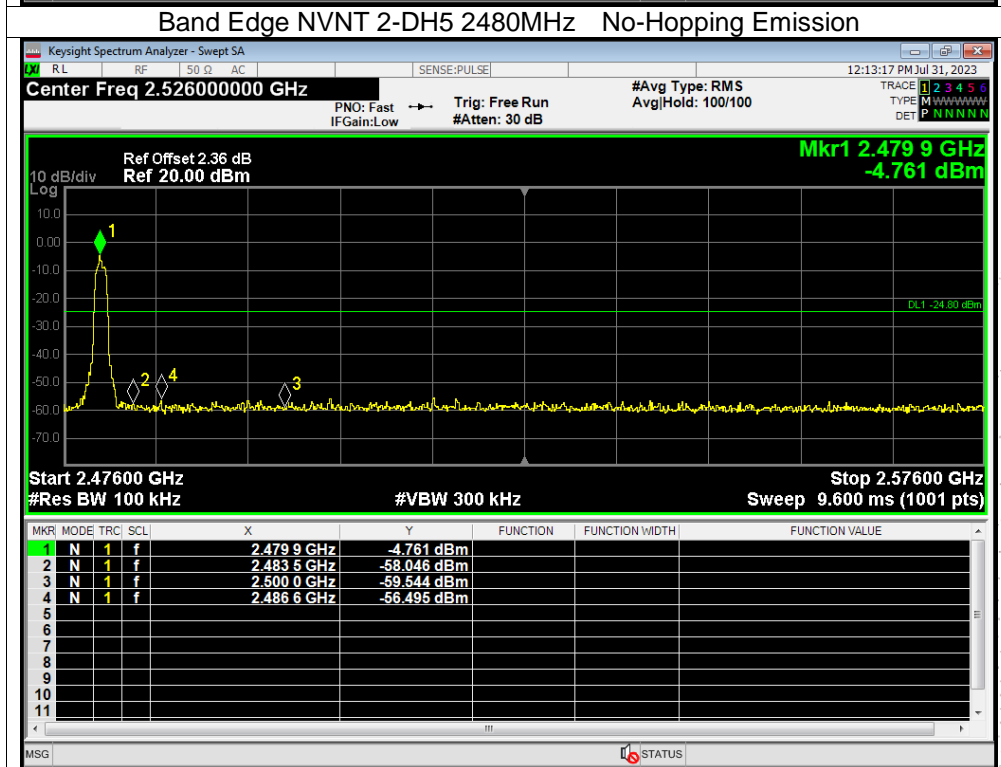 Band Edge NVNT 2-DH5 2480MHz No-Hopping Emission
Keysight Spectrum Analyzer - Swept SA
LXI RL RF 50 Ω AC SENSE:PULSE 12:13:17 PM Jul 31, 2023
Center Freq 2.526000000 GHz #Avg Type: RMS TRACE 1 2 3 4 5 6
PNO: Fast Trig: Free Run Avg|Hold: 100/100 TYPE M WWWWW
IFGain:Low #Atten: 30 dB DET P N N N N N
Mkr1 2.479 9 GHz
-4.761 dBm
Ref Offset 2.36 dB
10 dB/div Ref 20.00 dBm
Log
10.0
1
0.00
-10.0
-20.0
DL1 -24.80 dBm
-30.0
-40.0
-50.0
2 4 3
-60.0
-70.0
Start 2.47600 GHz Stop 2.57600 GHz
#Res BW 100 kHz #VBW 300 kHz Sweep 9.600 ms (1001 pts)
MKR MODE TRC SCL X Y FUNCTION FUNCTION WIDTH FUNCTION VALUE
1 N 1 f 2.479 9 GHz -4.761 dBm
2 N 1 f 2.483 5 GHz -58.046 dBm
3 N 1 f 2.500 0 GHz -59.544 dBm
4 N 1 f 2.486 6 GHz -56.495 dBm
5
6
7
8
9
10
11
MSG STATUS